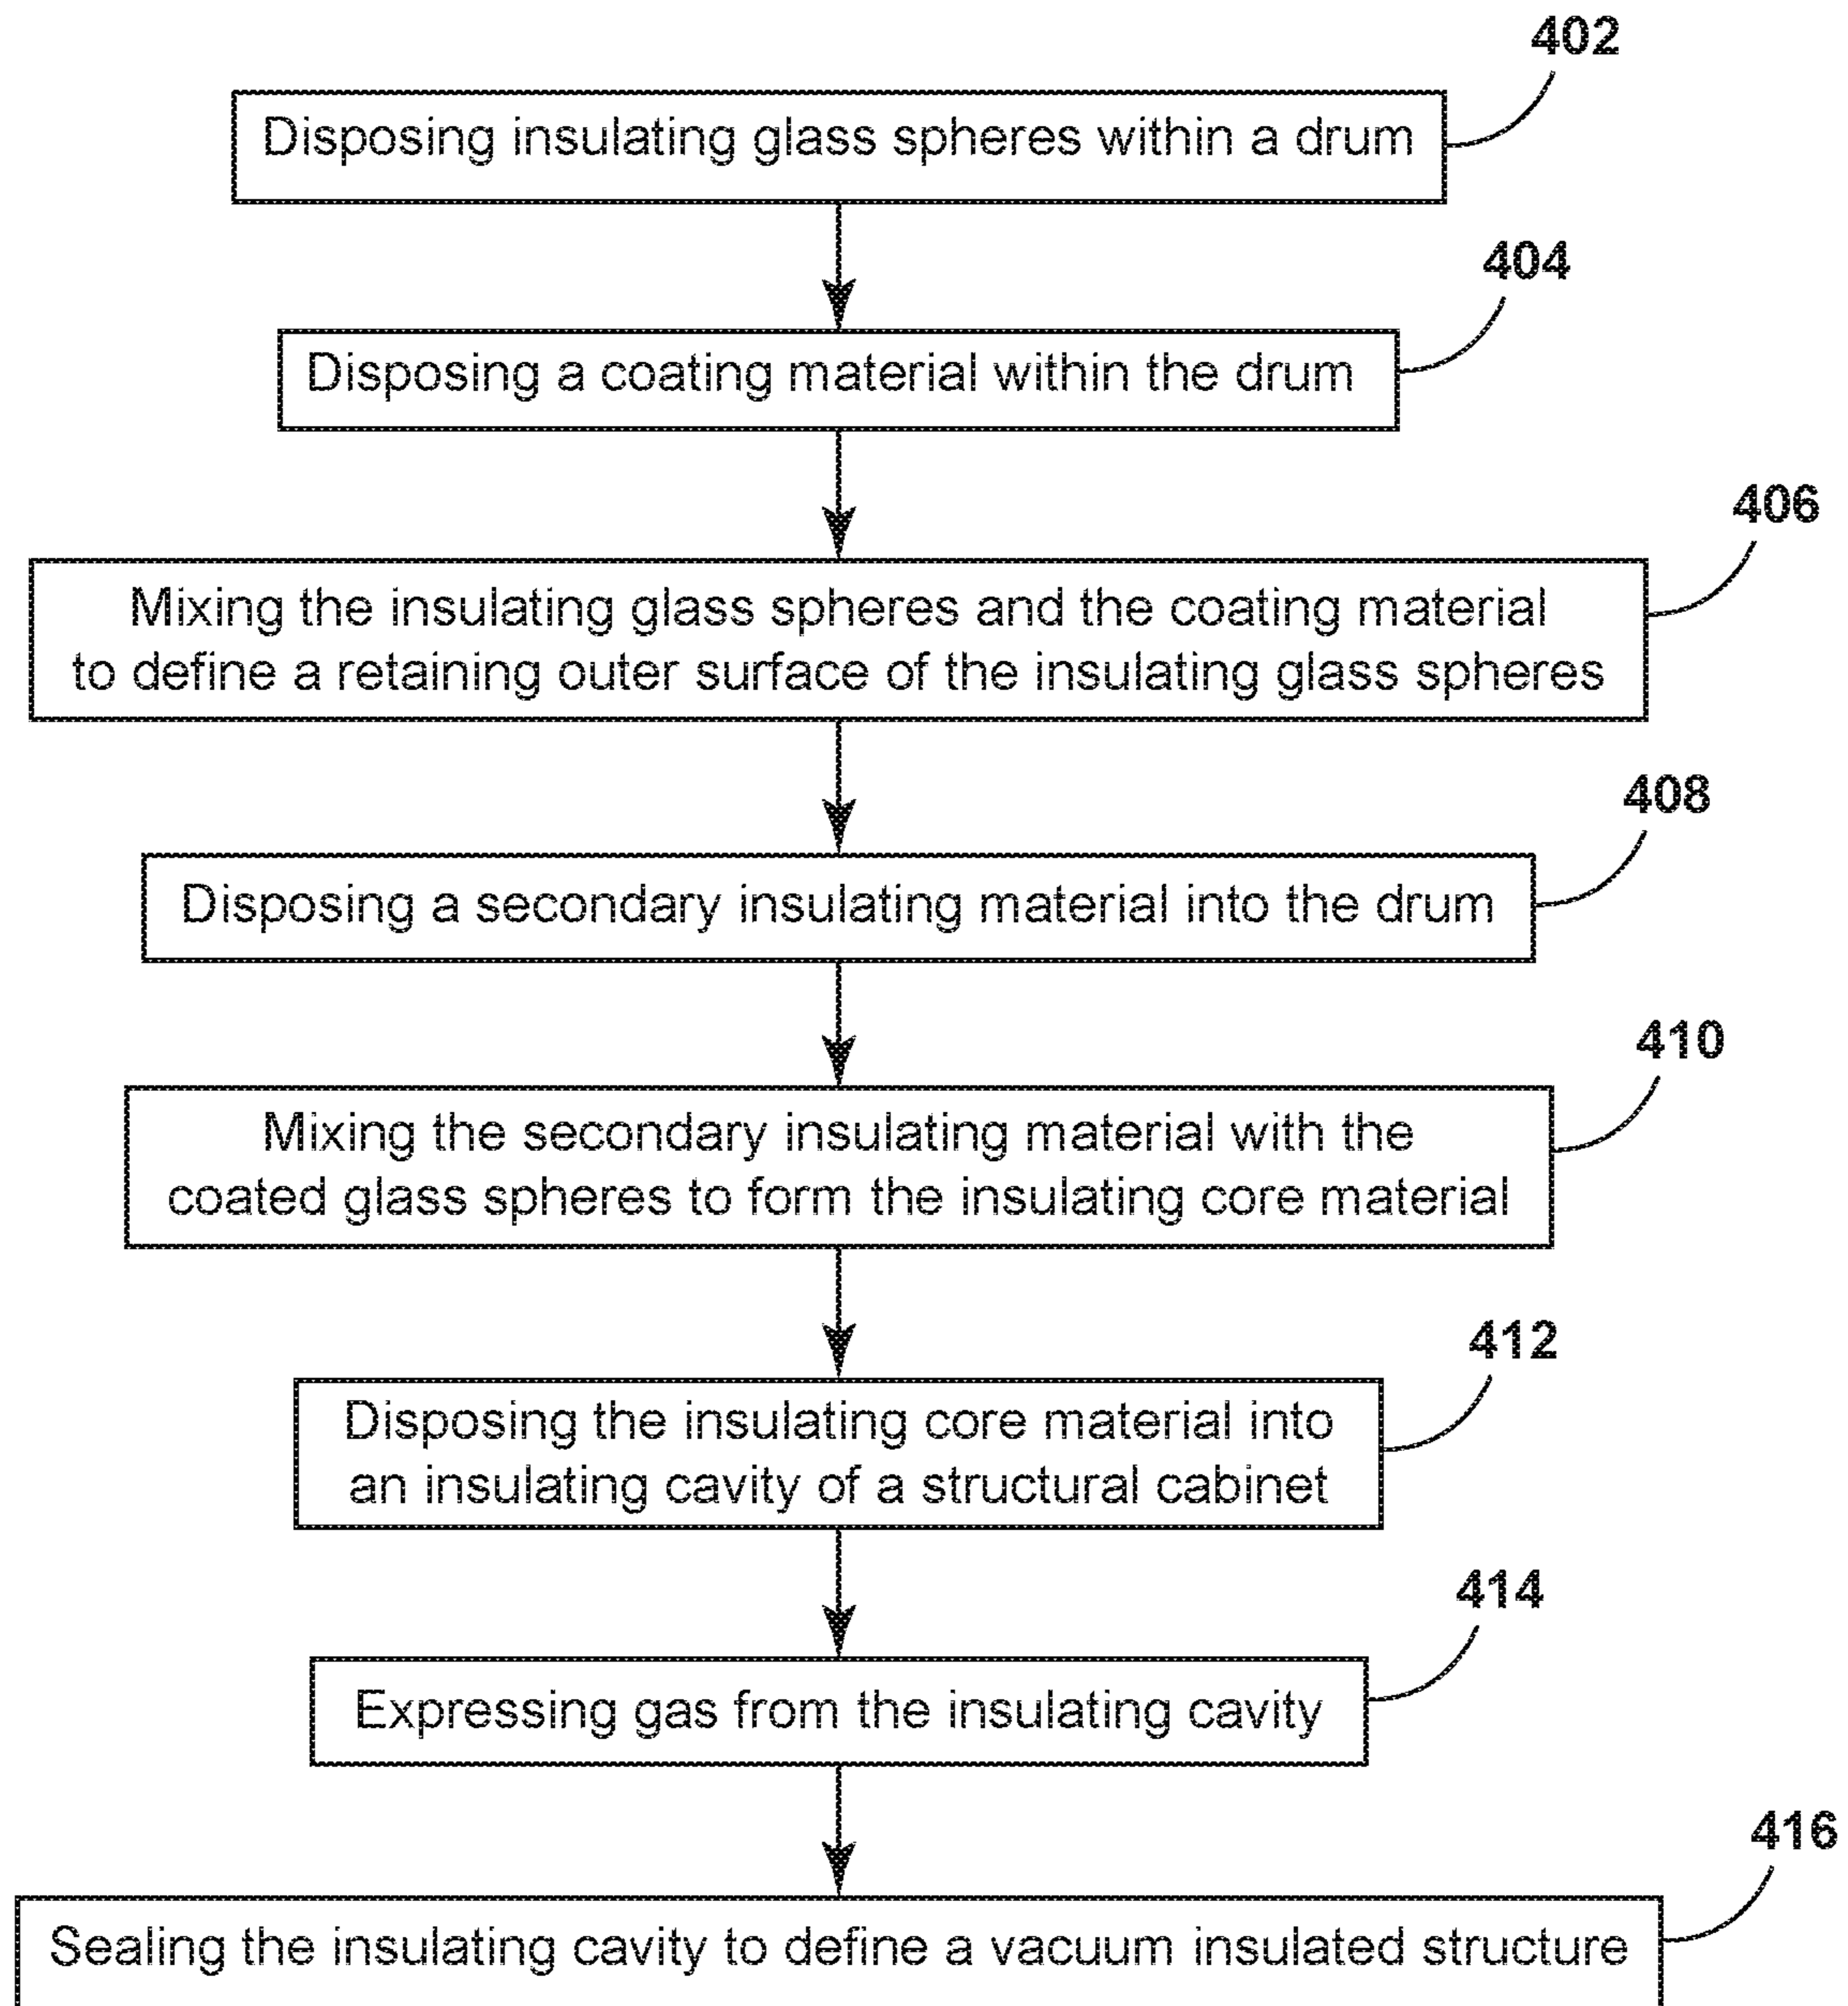 402
Disposing insulating glass spheres within a drum
404
Disposing a coating material within the drum
406
Mixing the insulating glass spheres and the coating material
to define a retaining outer surface of the insulating glass spheres
408
Disposing a secondary insulating material into the drum
410
Mixing the secondary insulating material with the
coated glass spheres to form the insulating core material
412
Disposing the insulating core material into
an insulating cavity of a structural cabinet
414
Expressing gas from the insulating cavity
416
Sealing the insulating cavity to define a vacuum insulated structure